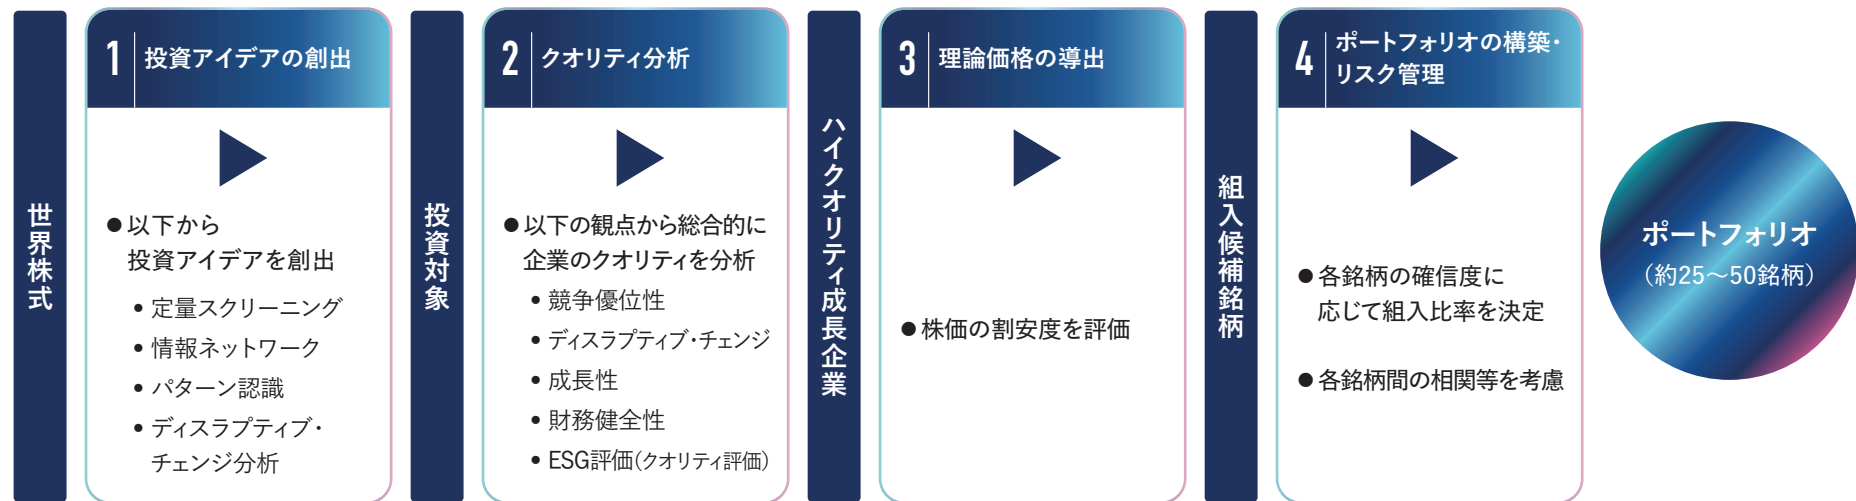 世界株式
1 投資アイデアの創出
● 以下から
投資アイデアを創出
• 定量スクリーニング
• 情報ネットワーク
• パターン認識
• ディスラプティブ・
チェンジ分析
投資対象
2 クオリティ分析
● 以下の観点から総合的に
企業のクオリティを分析
• 競争優位性
• ディスラプティブ・チェンジ
• 成長性
• 財務健全性
• ESG評価(クオリティ評価)
ハイクオリティ成長企業
3 理論価格の導出
● 株価の割安度を評価
組入候補銘柄
4 ポートフォリオの構築・
リスク管理
● 各銘柄の確信度に
応じて組入比率を決定
● 各銘柄間の相関等を考慮
ポートフォリオ
(約25～50銘柄)